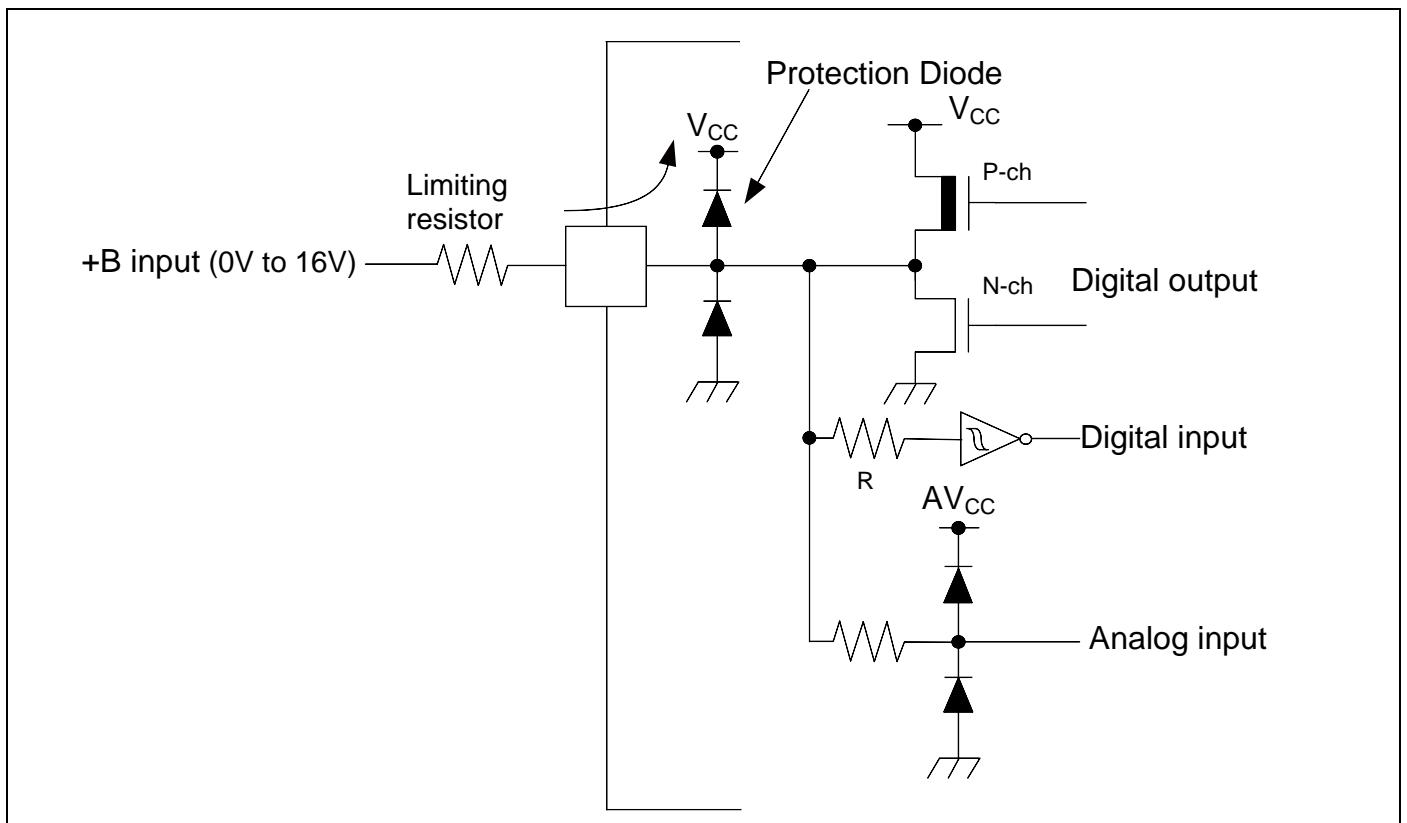 Protection Diode
VCC
VCC
P-ch
Limiting
resistor
+B input (0V to 16V)
N-ch
Digital output
Digital input
R
AVCC
Analog input